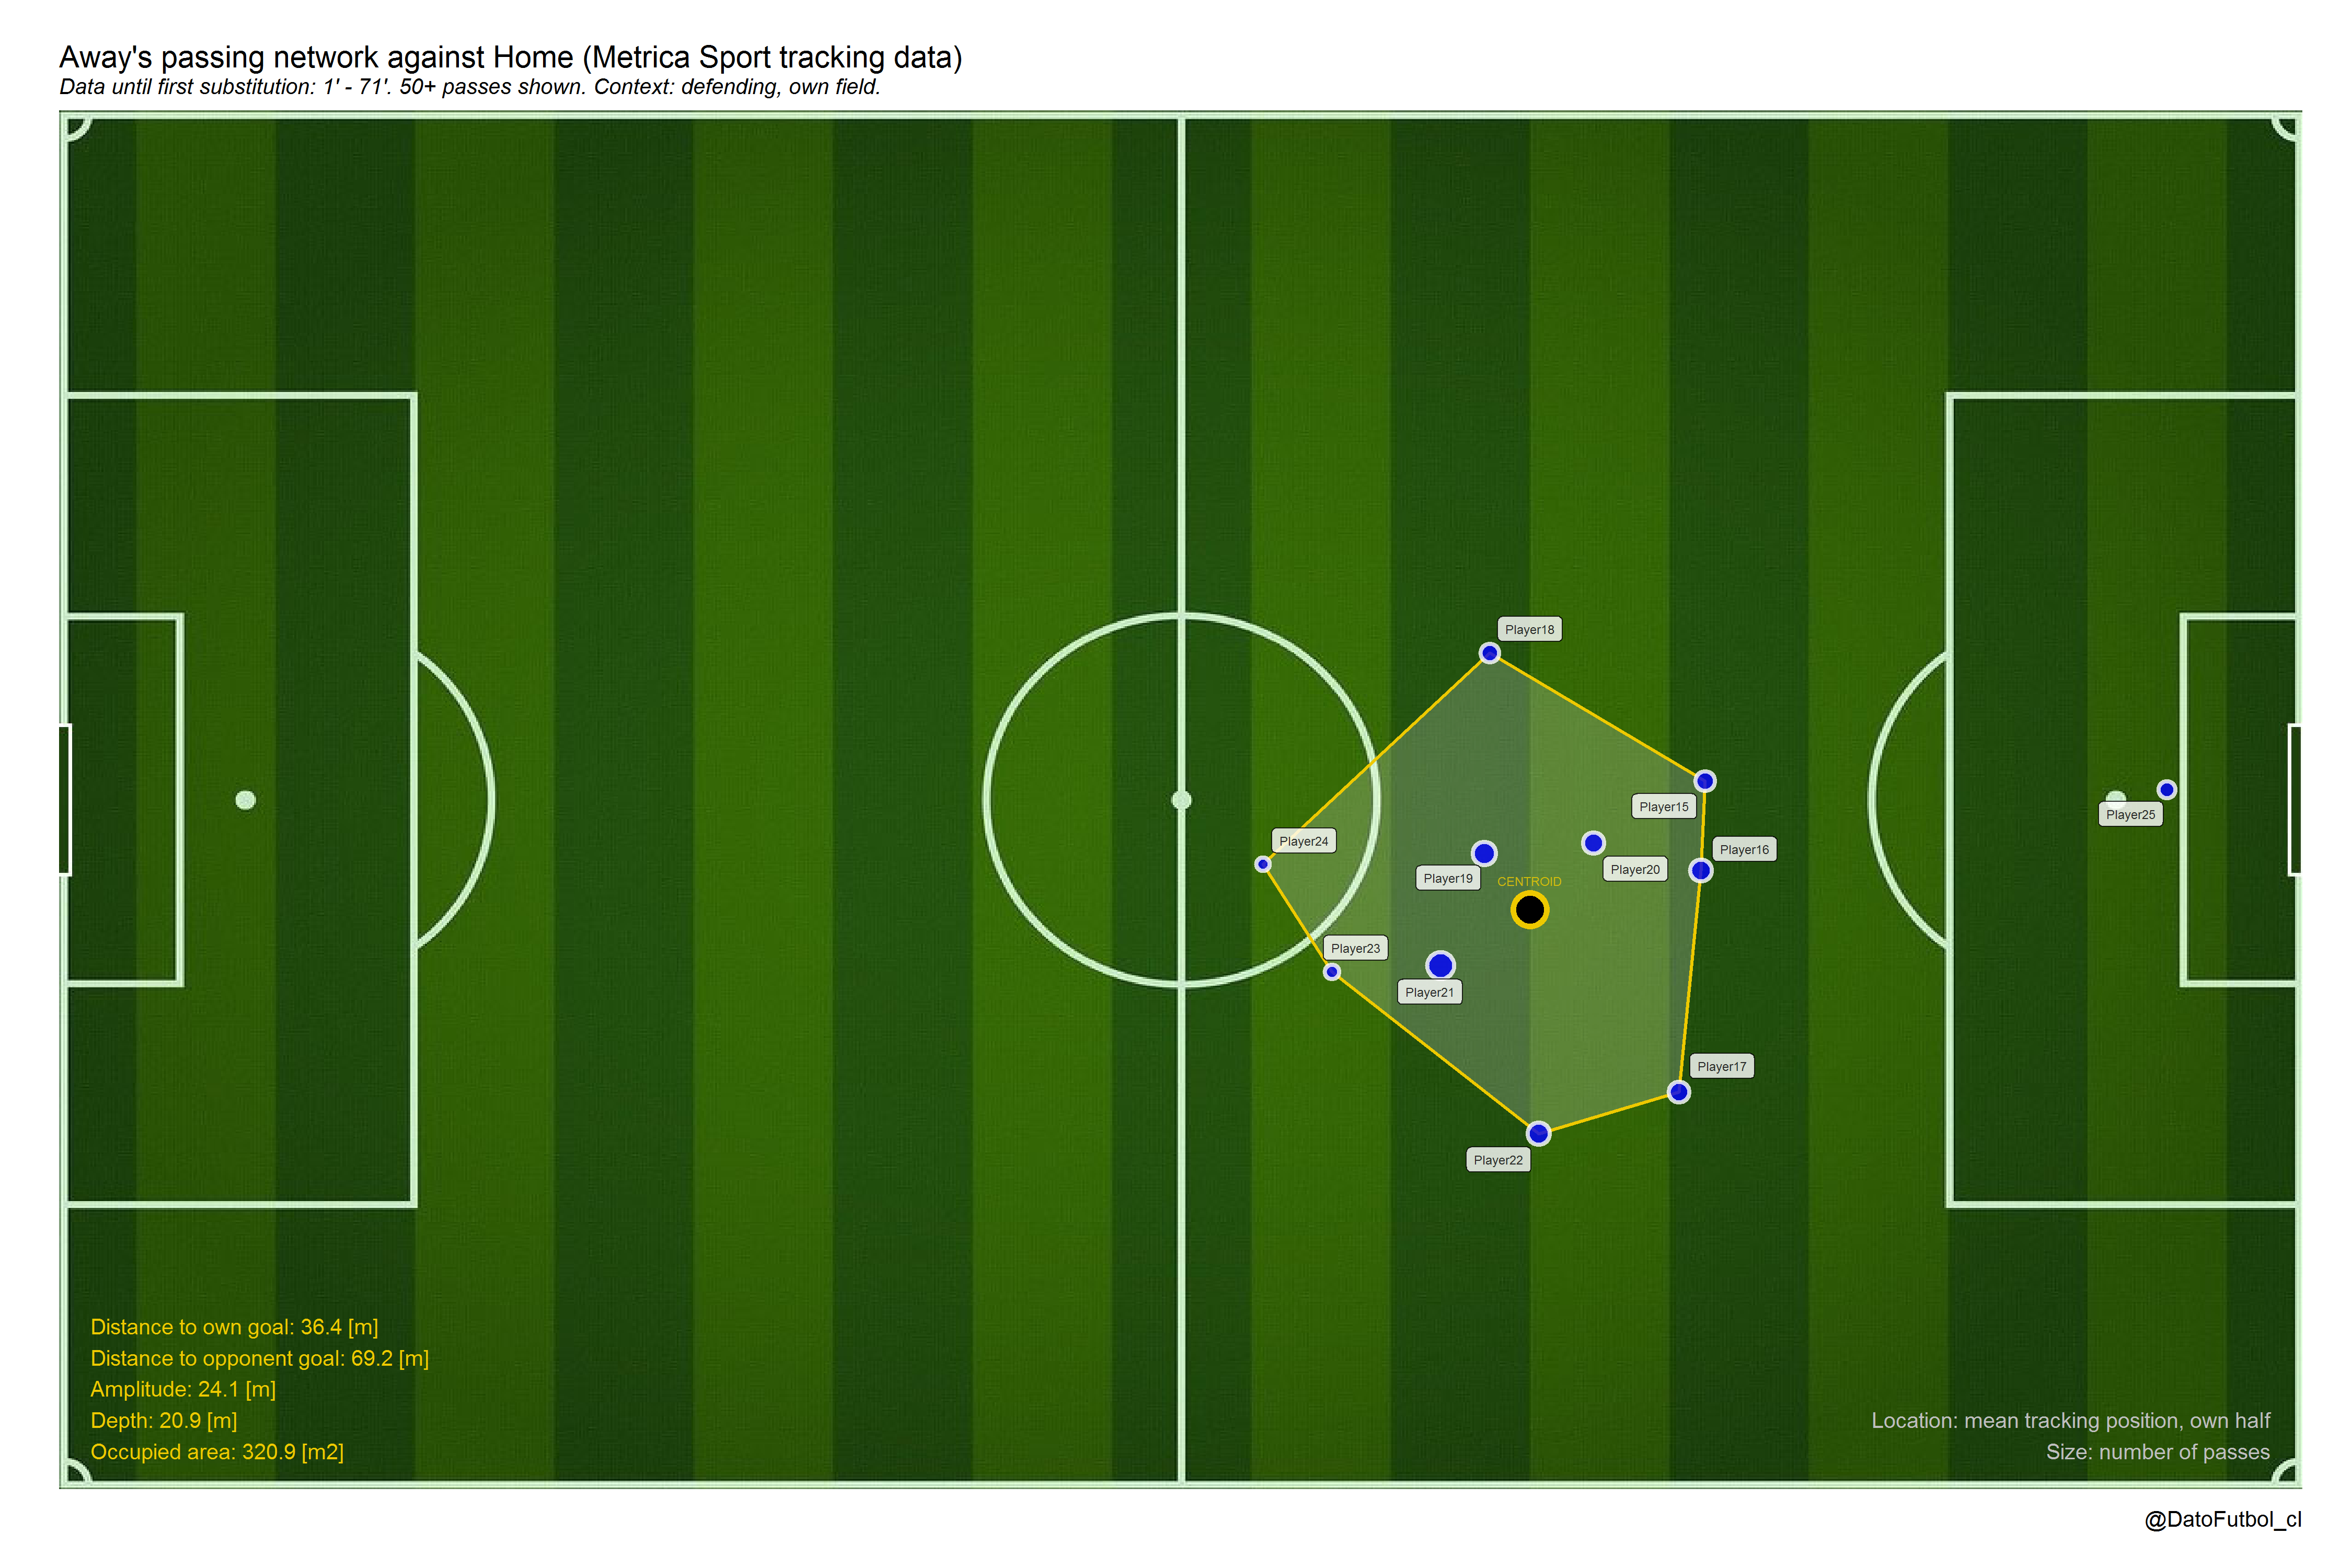 Away's passing network against Home (Metrica Sport tracking data)
Data until first substitution: 1' - 71'. 50+ passes shown. Context: defending, own field.
Player18
Player15
Player25
Player24
Player16
Player20
Player19
CENTROID
Player23
Player21
Player17
Player22
Distance to own goal: 36.4 [m]
Distance to opponent goal: 69.2 [m]
Amplitude: 24.1 [m]
Depth: 20.9 [m]
Occupied area: 320.9 [m2]
Location: mean tracking position, own half
Size: number of passes
@DatoFutbol_cl